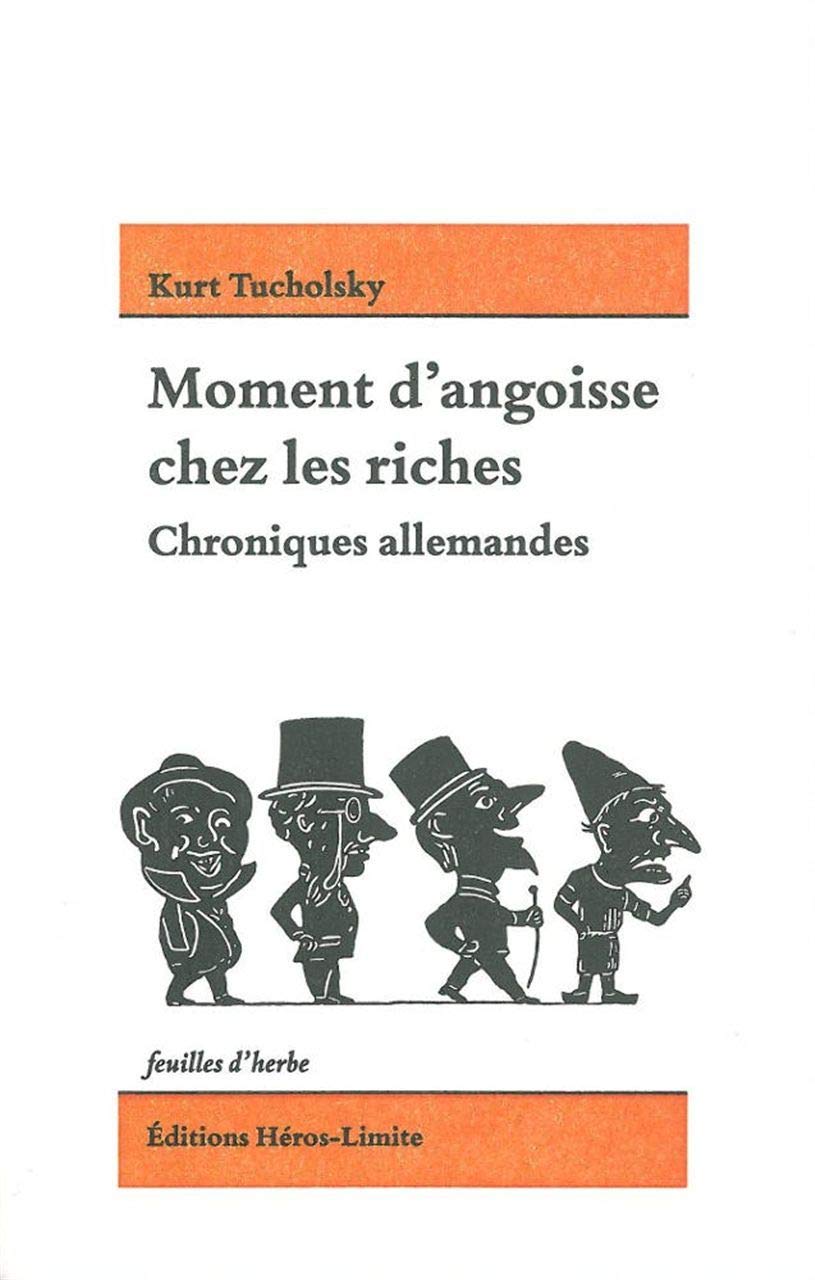 Kurt Tucholsky
Moment d’angoisse
chez les riches
Chroniques allemandes
feuilles d’herbe
Éditions Héros-Limite